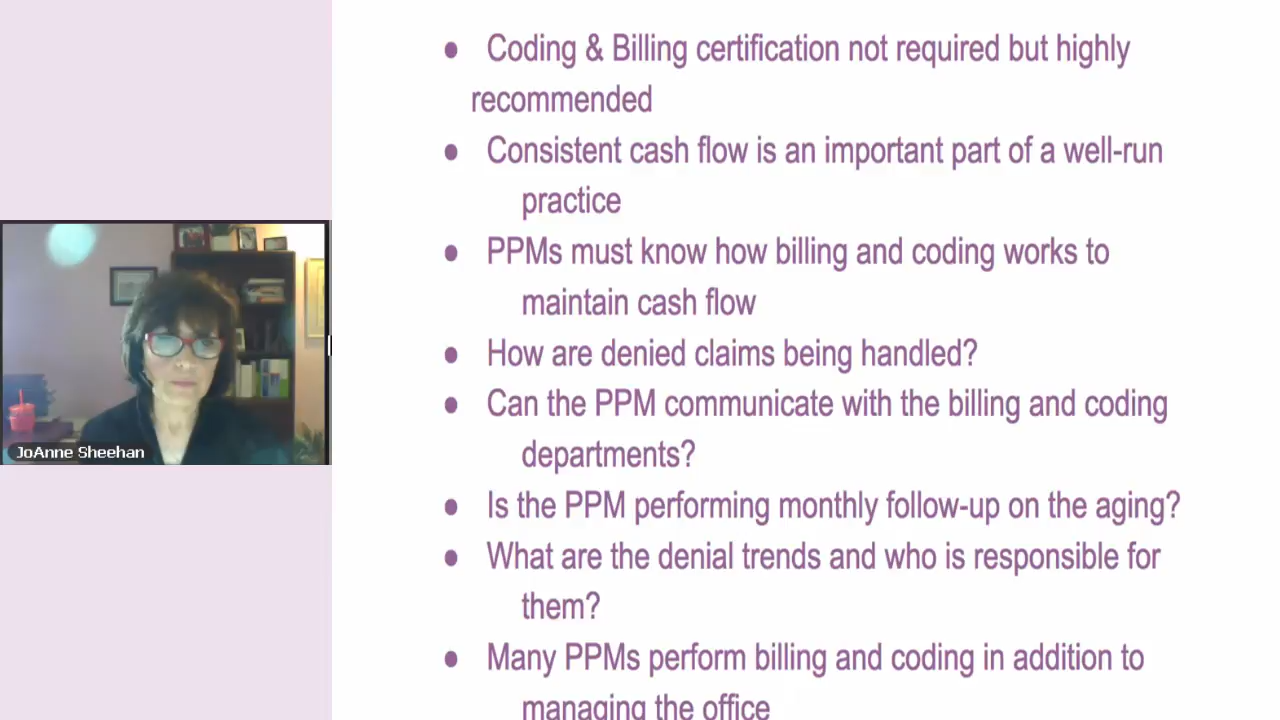 ● Coding & Billing certification not required but highly
recommended
● Consistent cash flow is an important part of a well-run
practice
● PPMs must know how billing and coding works to
maintain cash flow
● How are denied claims being handled?
● Can the PPM communicate with the billing and coding
departments?
● Is the PPM performing monthly follow-up on the aging?
● What are the denial trends and who is responsible for
them?
● Many PPMs perform billing and coding in addition to
managing the office
JoAnne Sheehan